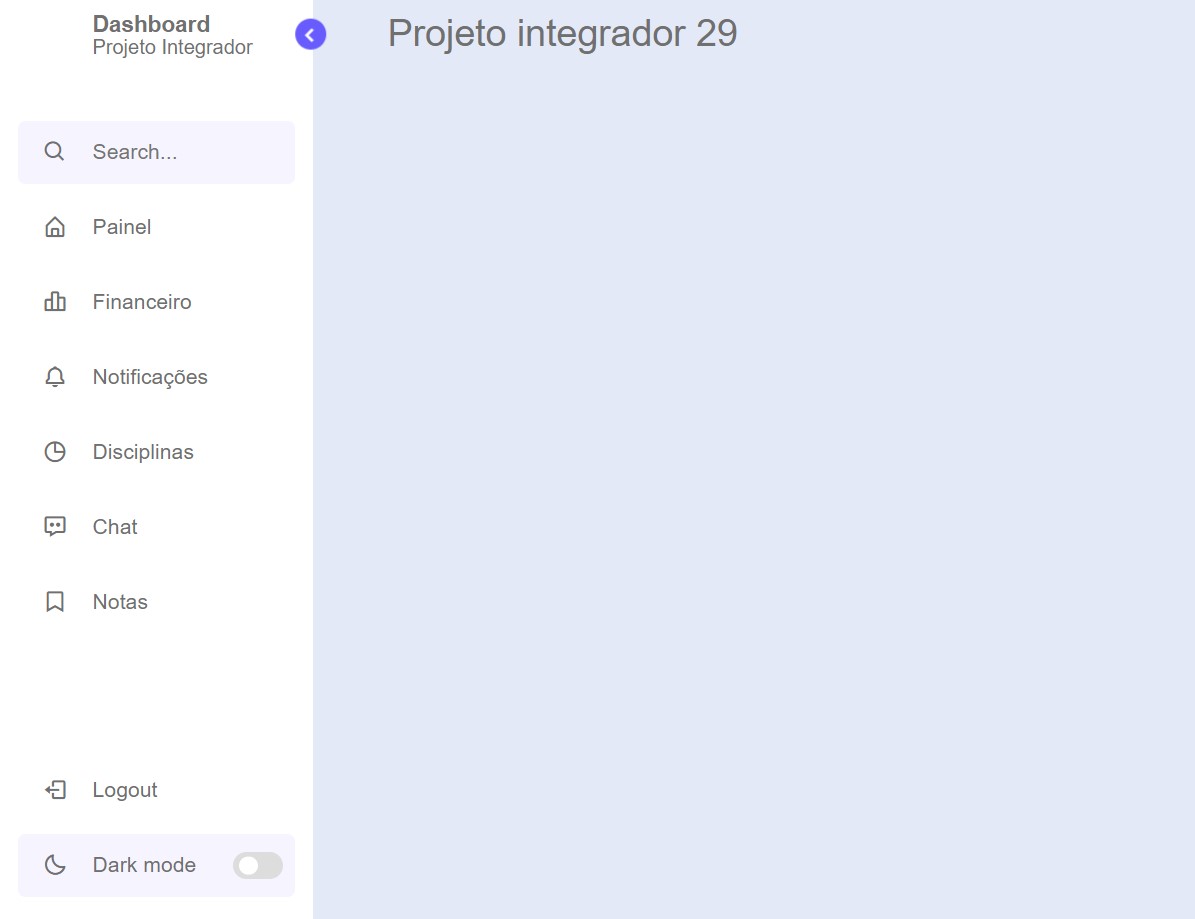 Dashboard
Projeto Integrador
Search...
Painel
Financeiro
Notificações
Disciplinas
Chat
Notas
Logout
Dark mode
Projeto integrador 29